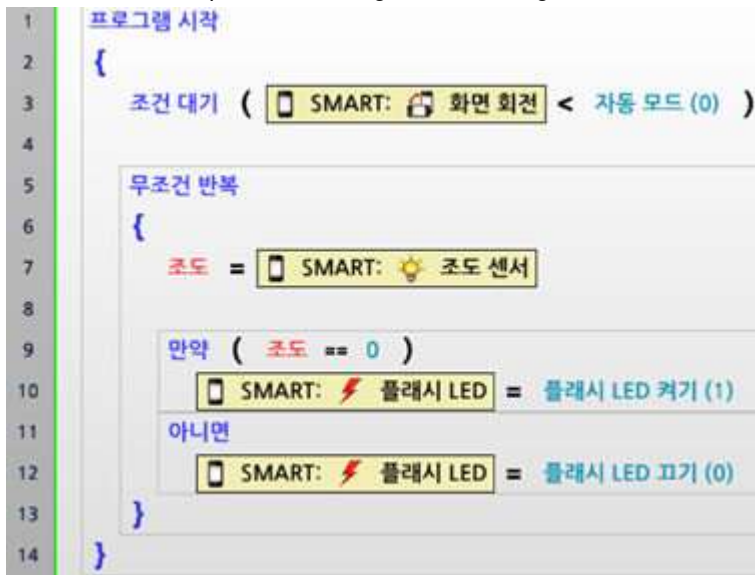 1 프로그램 시작
2 {
3 조건 대기 ( SMART: 화면 회전 < 자동 모드 (0) )
4
5 무조건 반복
6 {
7 조도 = SMART: 조도 센서
8
9 만약 ( 조도 == 0 )
10 SMART: 플래시 LED = 플래시 LED 켜기 (1)
11 아니면
12 SMART: 플래시 LED = 플래시 LED 끄기 (0)
13 }
14 }